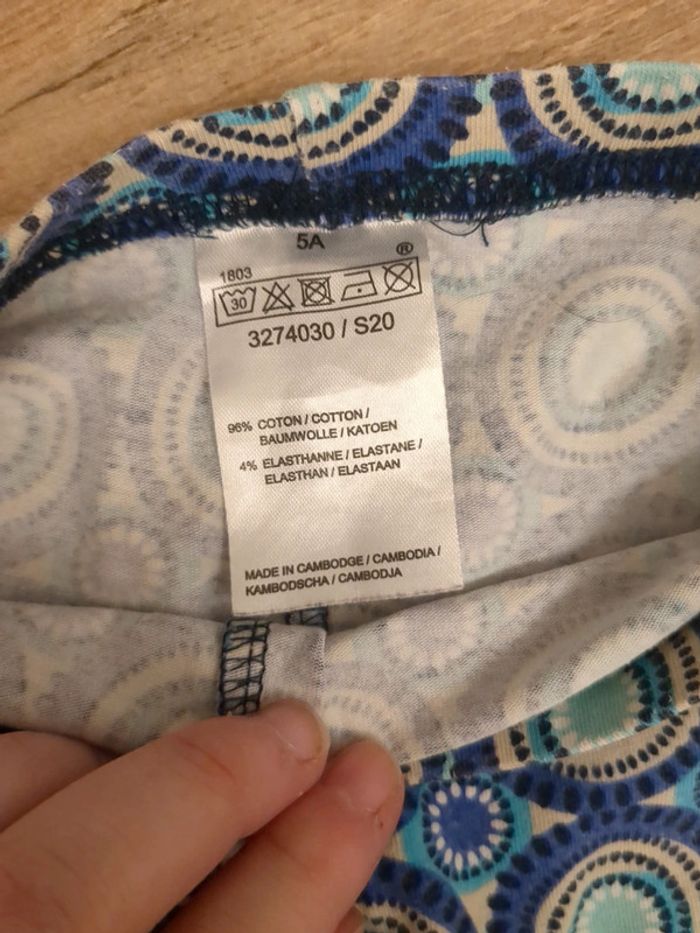 5A
®
1803
30
3274030 / S20
96% COTON / COTTON /
BAUMWOLLE / KATOEN
4% ELASTHANNE / ELASTANE /
ELASTHAN / ELASTAAN
MADE IN CAMBODGE / CAMBODIA /
KAMBODSCHA / CAMBODJA